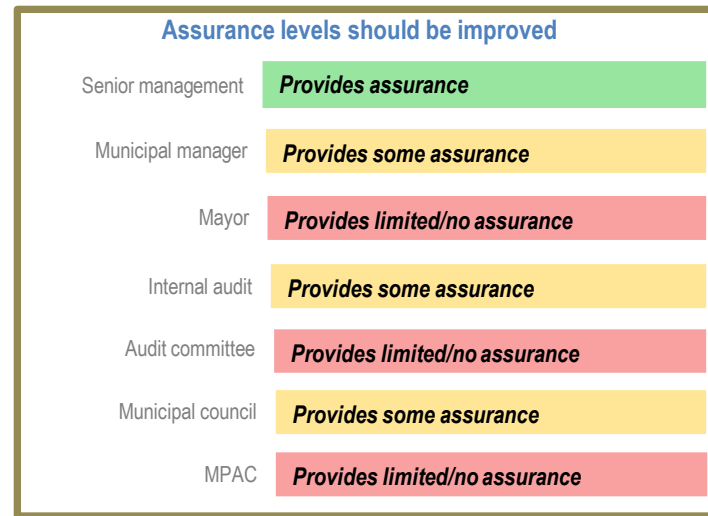 Assurance levels should be improved
Senior management Provides assurance
Municipal manager Provides some assurance
Mayor Provides limited/no assurance
Internal audit Provides some assurance
Audit committee Provides limited/no assurance
Municipal council Provides some assurance
MPAC Provides limited/no assurance